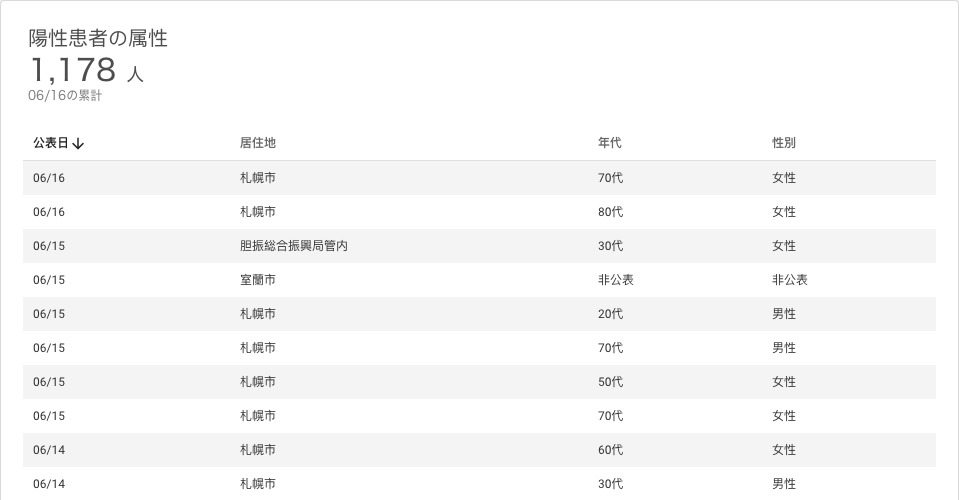 陽性患者の属性
1,178 人
06/16の累計
公表日↓ 居住地 年代 性別
06/16 札幌市 70代 女性
06/16 札幌市 80代 女性
06/15 胆振総合振興局管内 30代 女性
06/15 室蘭市 非公表 非公表
06/15 札幌市 20代 男性
06/15 札幌市 70代 男性
06/15 札幌市 50代 女性
06/15 札幌市 70代 女性
06/14 札幌市 60代 女性
06/14 札幌市 30代 男性